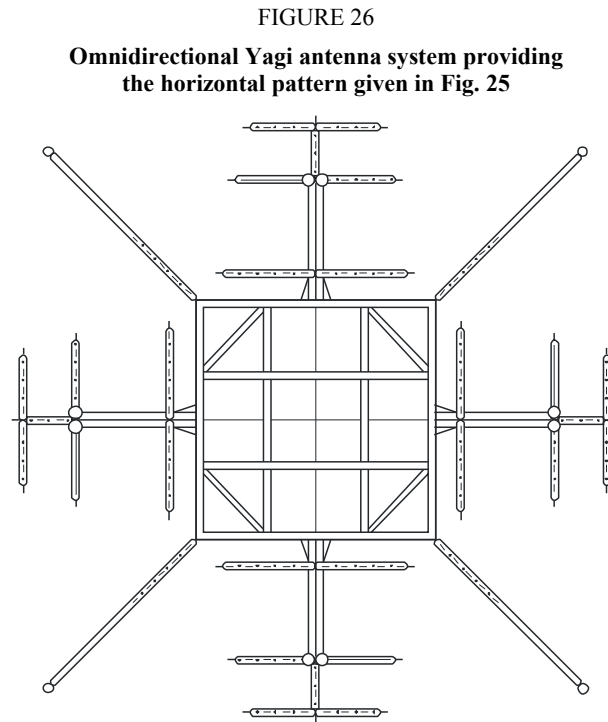 FIGURE 26
Omnidirectional Yagi antenna system providing
the horizontal pattern given in Fig. 25